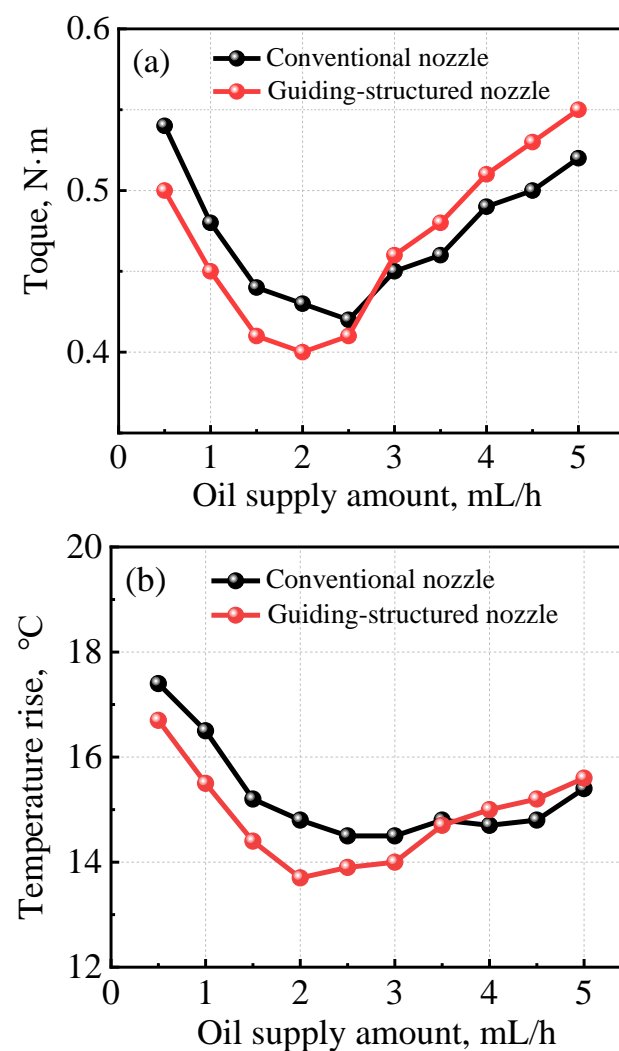 (a)
Conventional nozzle
Guiding-structured nozzle
0.6
0.5
0.4
Toque, N·m
0 1 2 3 4 5
Oil supply amount, mL/h
(b)
Conventional nozzle
Guiding-structured nozzle
20
18
16
14
12
Temperature rise, °C
0 1 2 3 4 5
Oil supply amount, mL/h